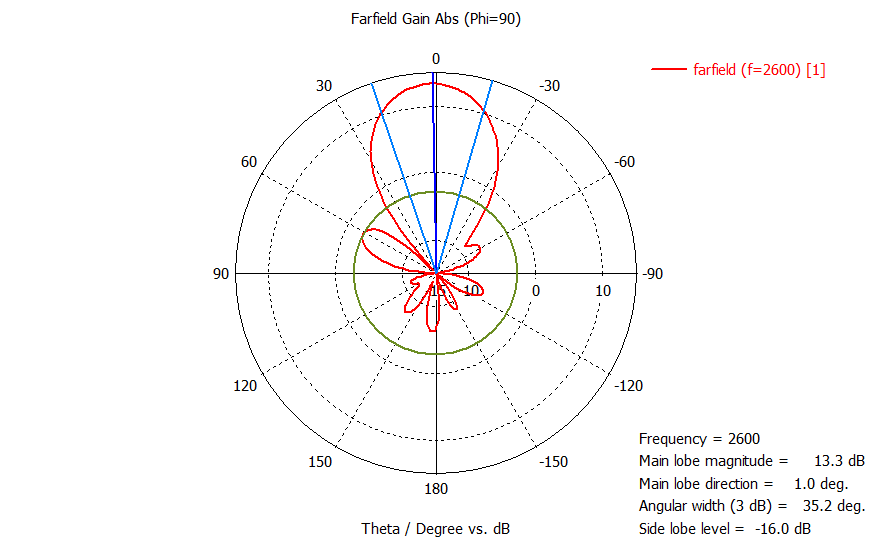 Farfield Gain Abs (Phi=90)
farfield (f=2600) [1]
0
30 -30
60 -60
90 -90
15 10 0 10
120 -120
150 -150
180
Theta / Degree vs. dB
Frequency = 2600
Main lobe magnitude = 13.3 dB
Main lobe direction = 1.0 deg.
Angular width (3 dB) = 35.2 deg.
Side lobe level = -16.0 dB